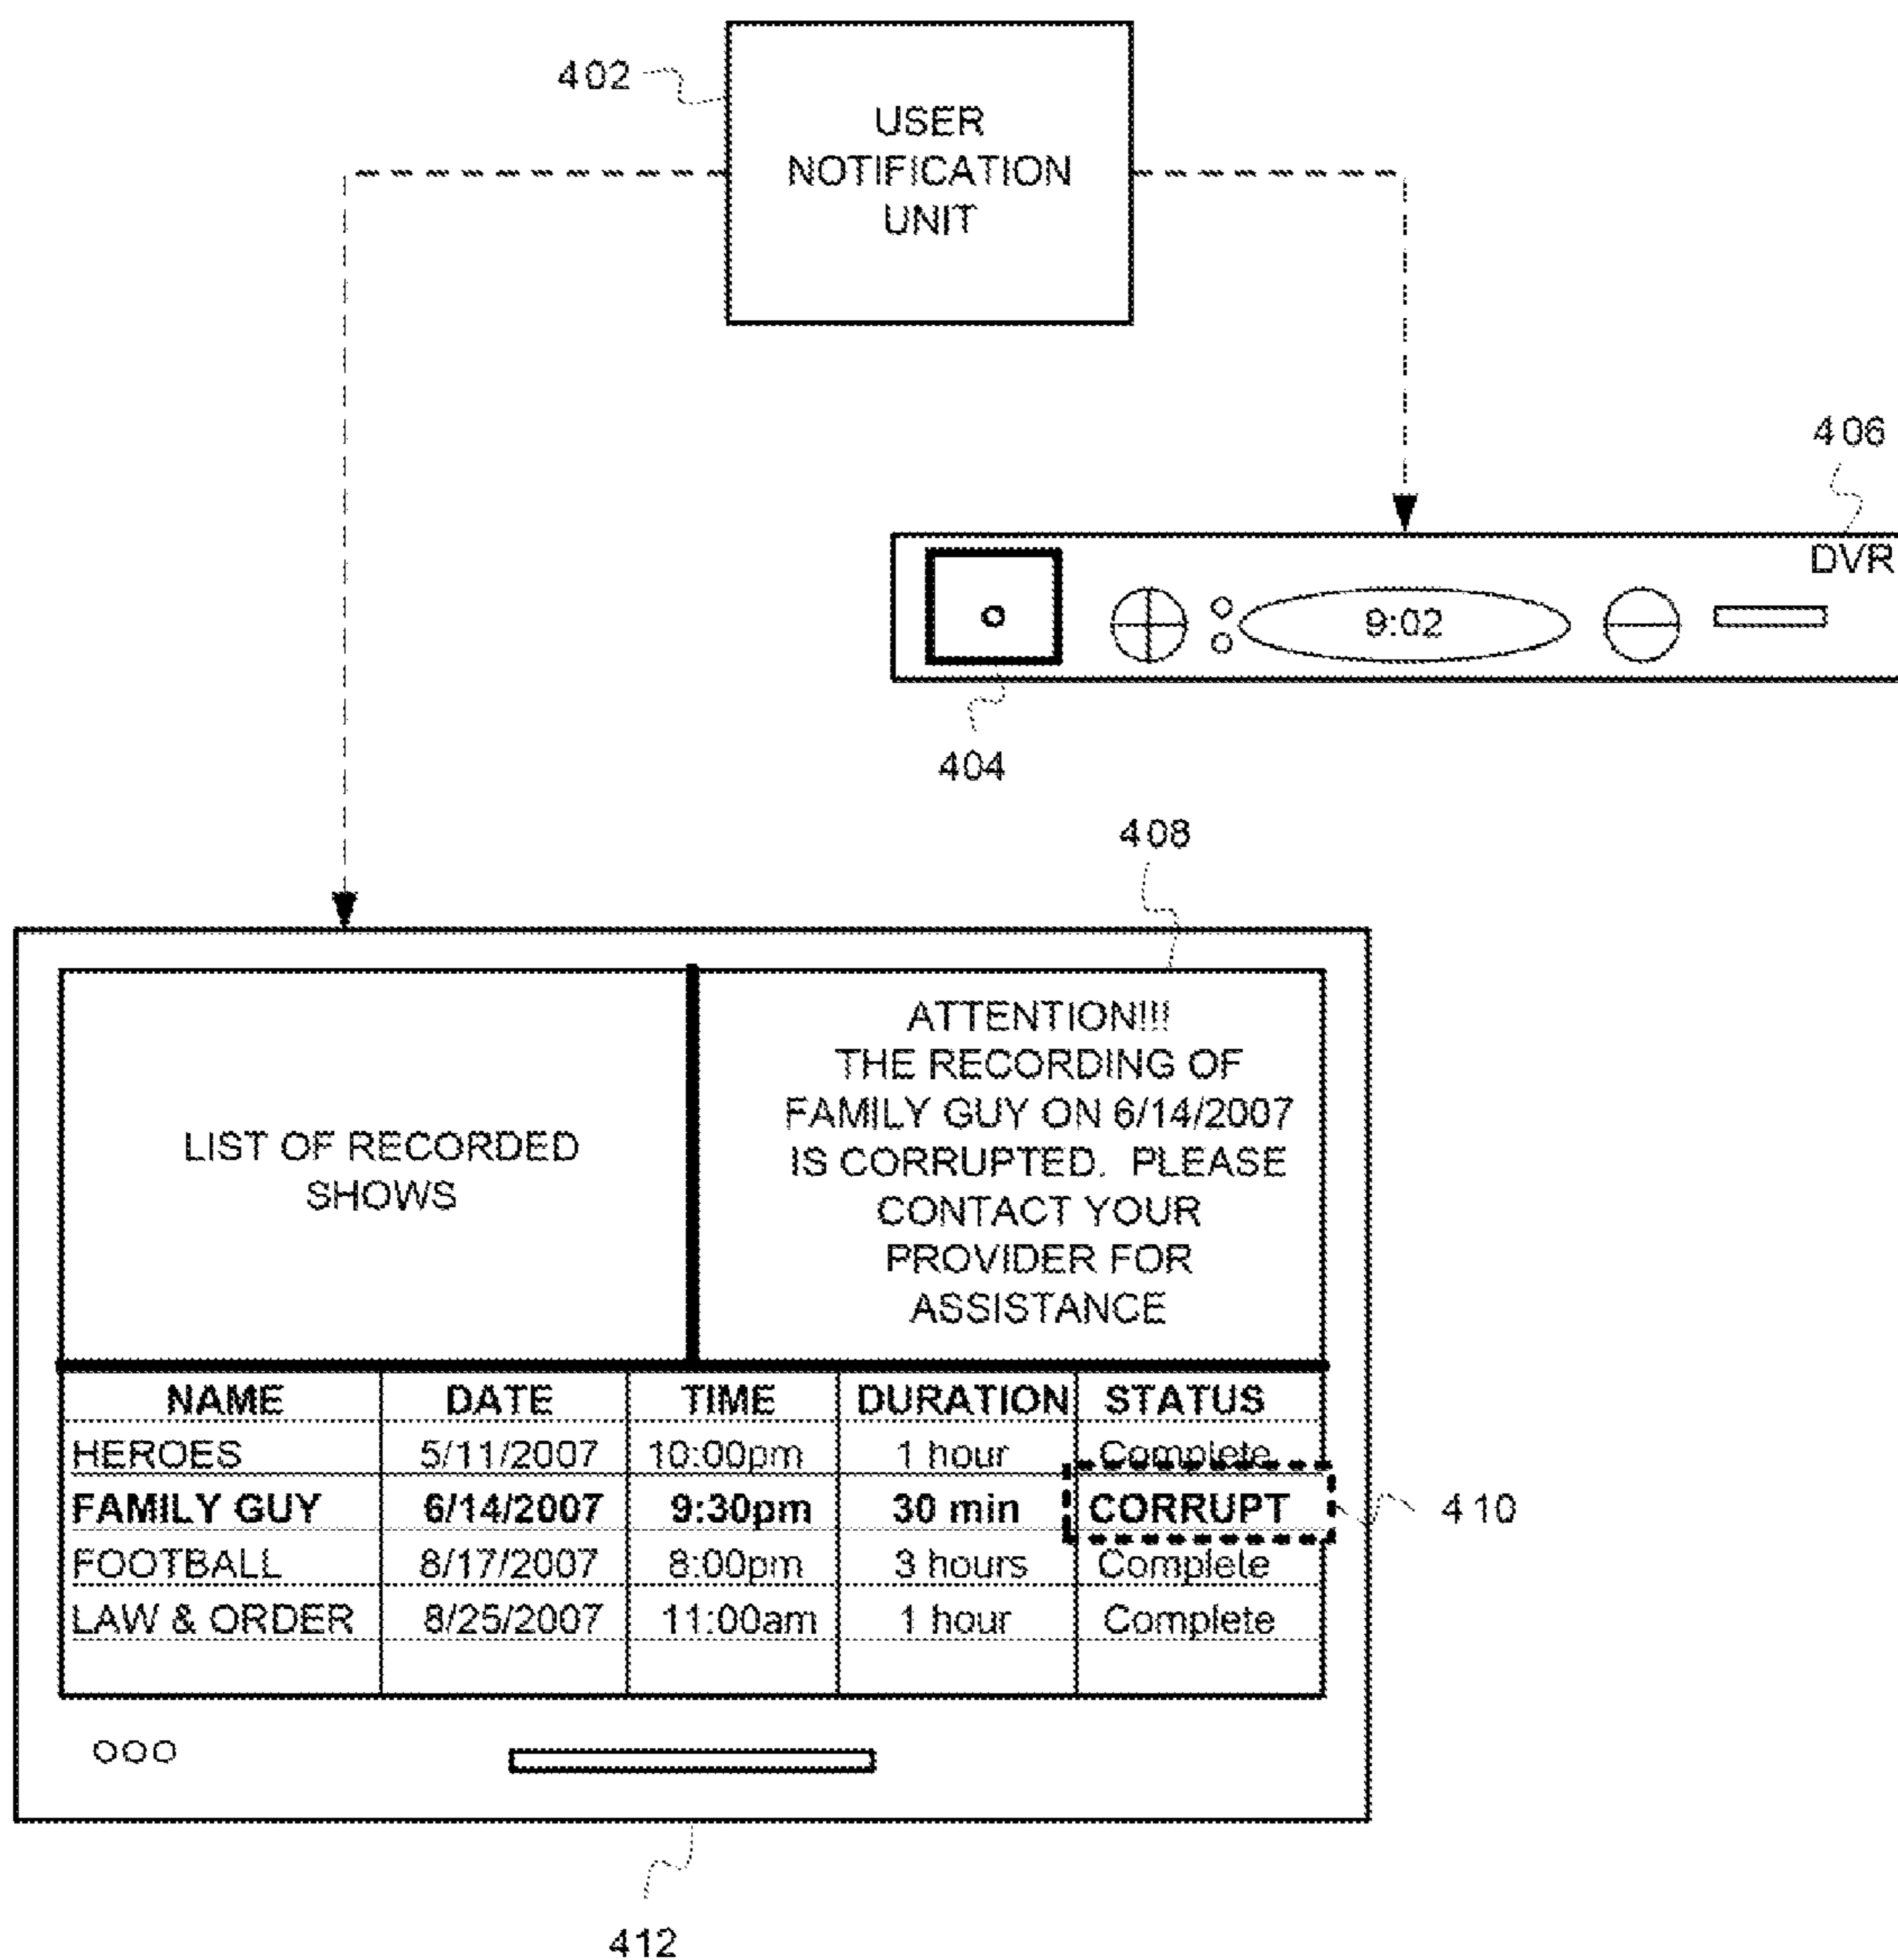 402
USER
NOTIFICATION
UNIT
406
DVR
9:02
404
408
LIST OF RECORDED
SHOWS
ATTENTION!!!
THE RECORDING OF
FAMILY GUY ON 6/14/2007
IS CORRUPTED. PLEASE
CONTACT YOUR
PROVIDER FOR
ASSISTANCE
NAME DATE TIME DURATION STATUS
HEROES 5/11/2007 10:00pm 1 hour Complete
FAMILY GUY 6/14/2007 9:30pm 30 min CORRUPT
410
FOOTBALL 8/17/2007 8:00pm 3 hours Complete
LAW & ORDER 8/25/2007 11:00am 1 hour Complete
412